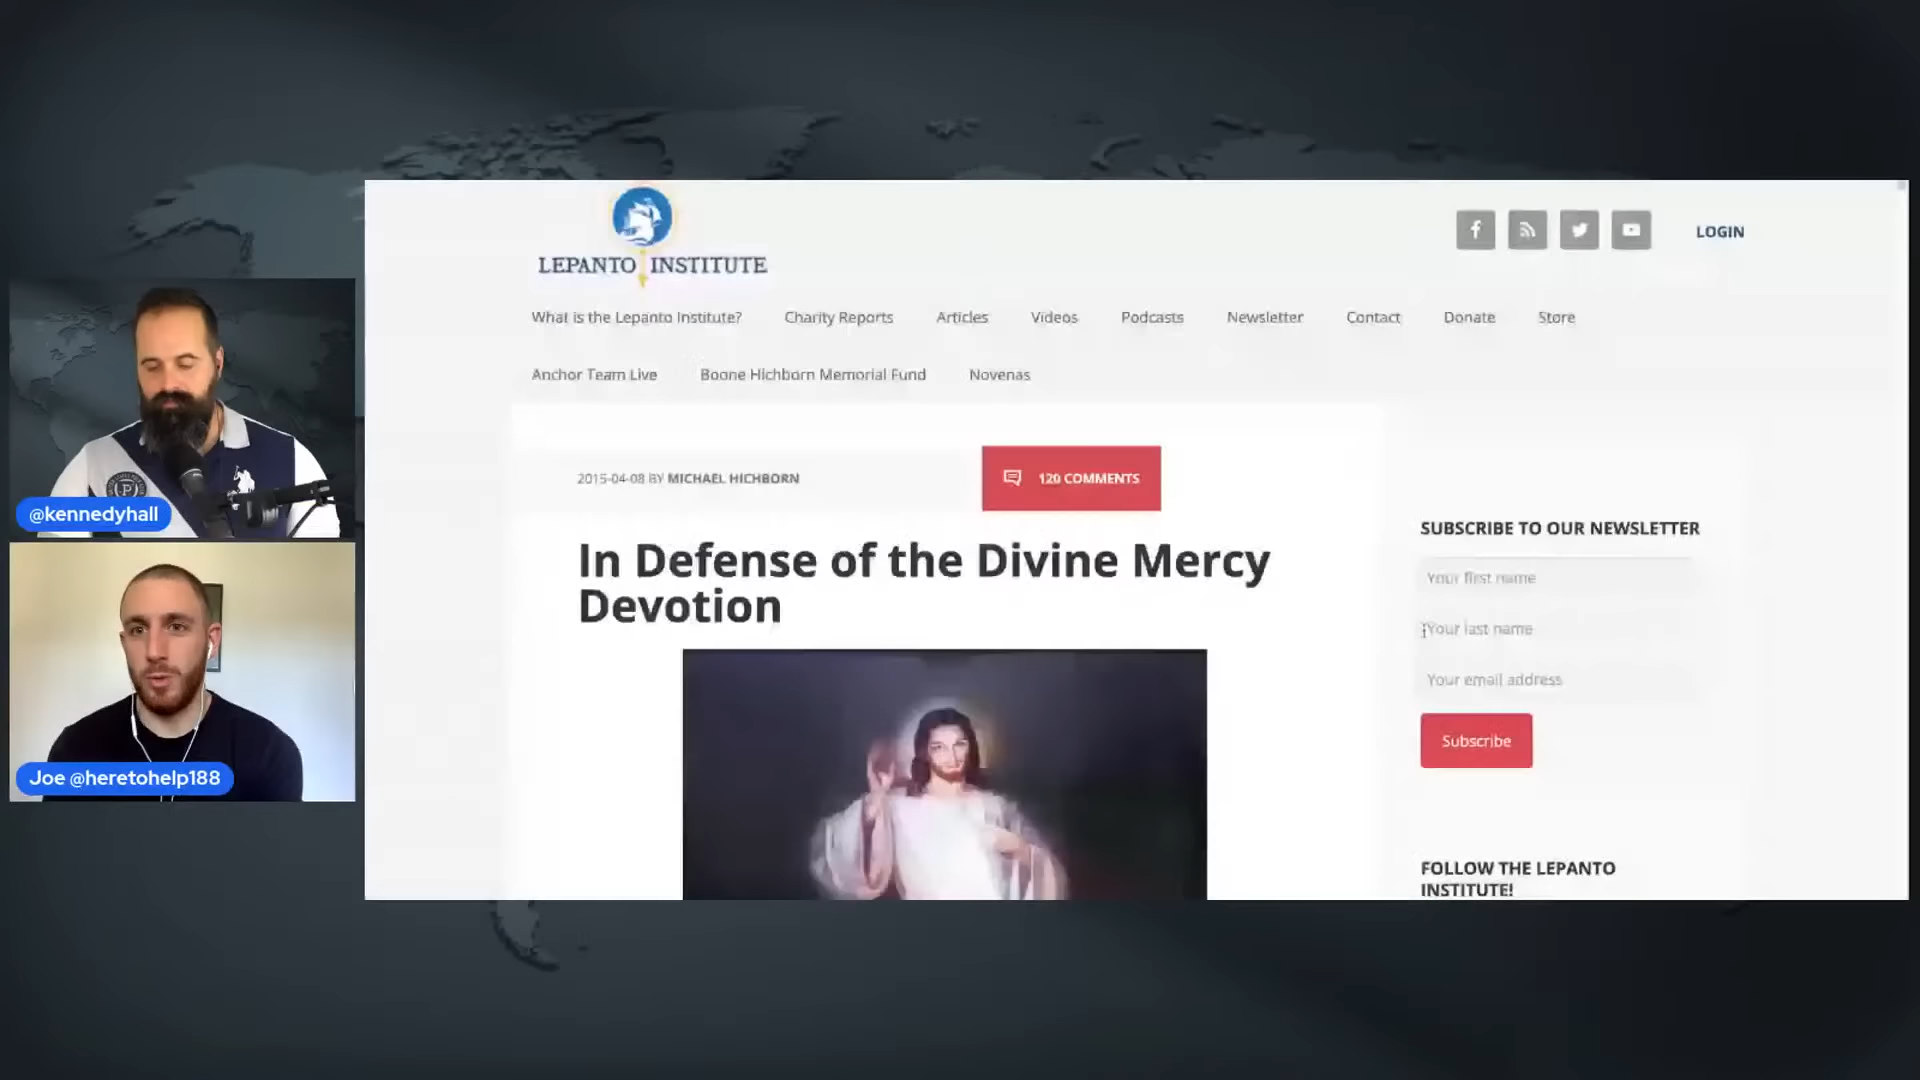 LEPANTO INSTITUTE
LOGIN
What is the Lepanto Institute? Charity Reports Articles Videos Podcasts Newsletter Contact Donate Store
Anchor Team Live Boone Hichborn Memorial Fund Novenas
2015-04-08 BY MICHAEL HICHBORN
120 COMMENTS
In Defense of the Divine Mercy
Devotion
SUBSCRIBE TO OUR NEWSLETTER
Your first name
Your last name
Your email address
Subscribe
FOLLOW THE LEPANTO
INSTITUTE!
@kennedyhall
Joe @heretohelp188